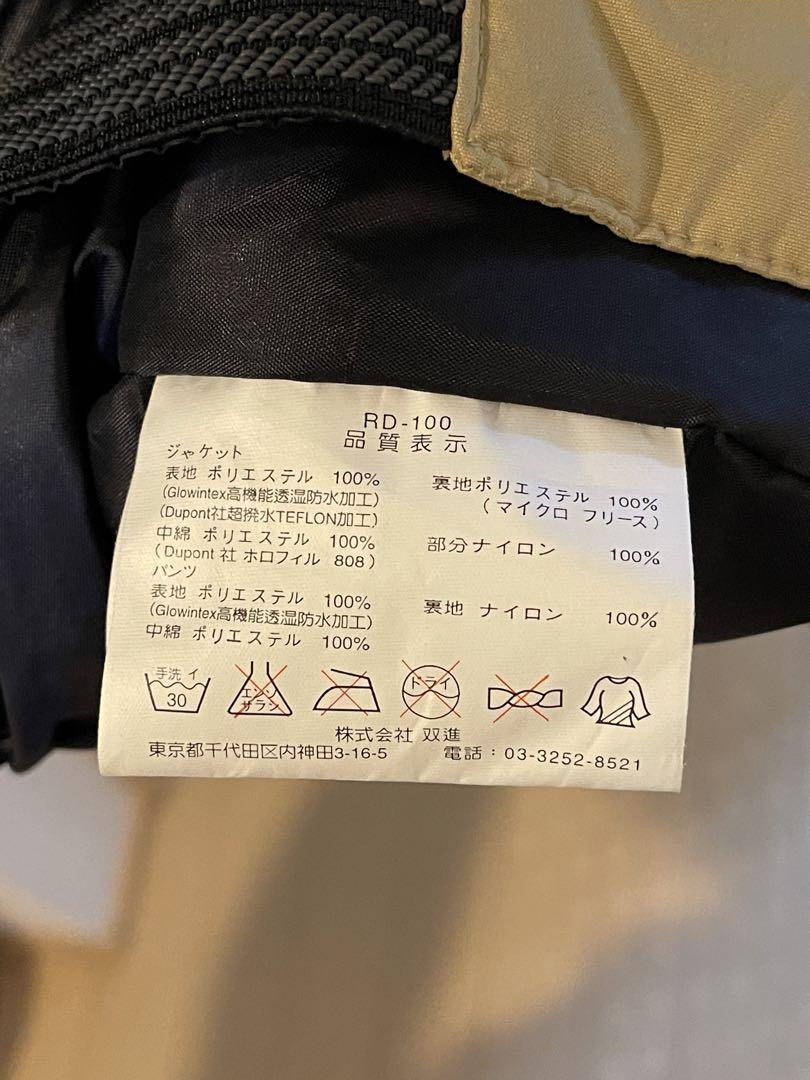 RD-100
品質表示
ジャケット
表地 ポリエステル 100%
(Glowintex高機能透湿防水加工)
(Dupont社超撥水TEFLON加工)
中綿 ポリエステル 100%
(Dupont 社 ホロフィル 808)
裏地ポリエステル 100%
(マイクロ フリース)
部分ナイロン 100%
パンツ
表地 ポリエステル 100%
(Glowintex高機能透湿防水加工)
中綿 ポリエステル 100%
裏地 ナイロン 100%
手洗イ
30
エンソ
サラシ
ドライ
株式会社 双進
東京都千代田区内神田3-16-5 電話:03-3252-8521